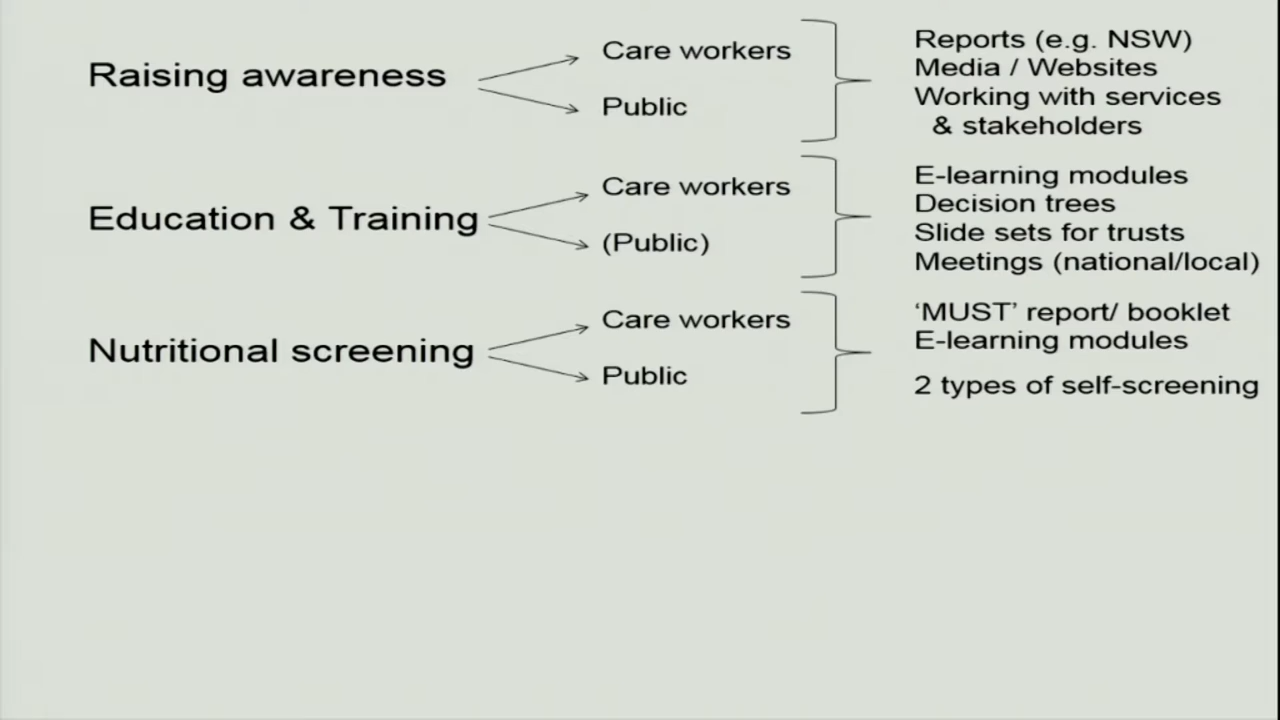 Raising awareness
Care workers
Public
Reports (e.g. NSW)
Media / Websites
Working with services
& stakeholders
Education & Training
Care workers
(Public)
E-learning modules
Decision trees
Slide sets for trusts
Meetings (national/local)
Nutritional screening
Care workers
Public
‘MUST’ report/ booklet
E-learning modules
2 types of self-screening